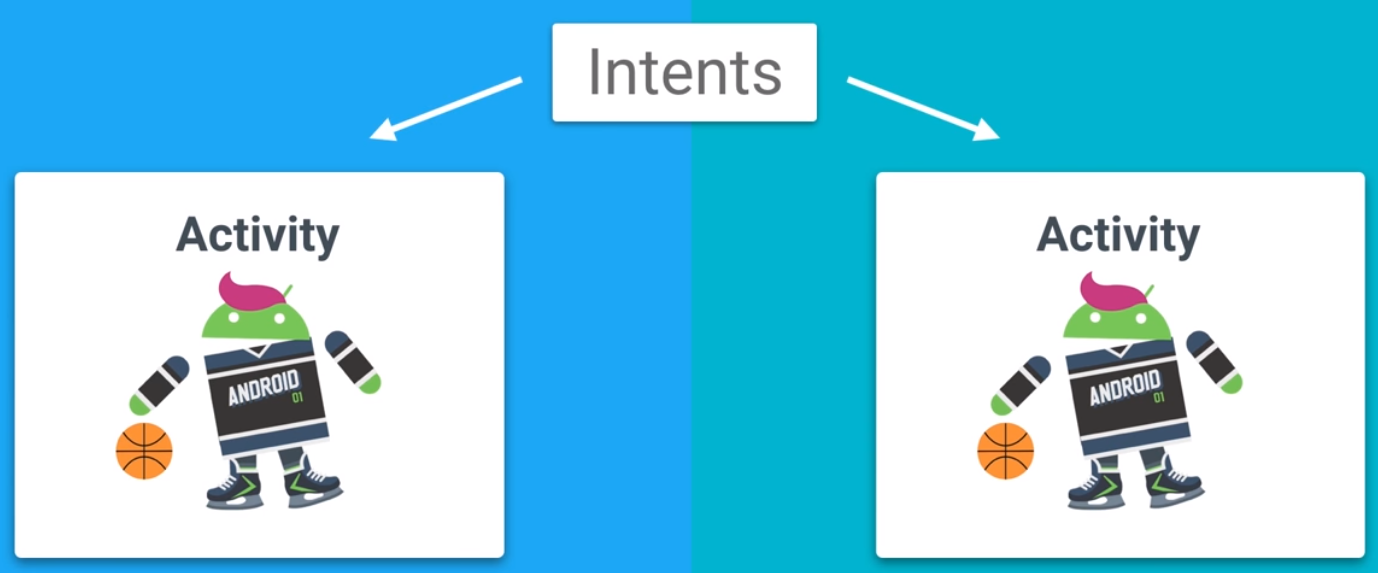 Intents
Activity
ANDROID
01
Activity
ANDROID
01